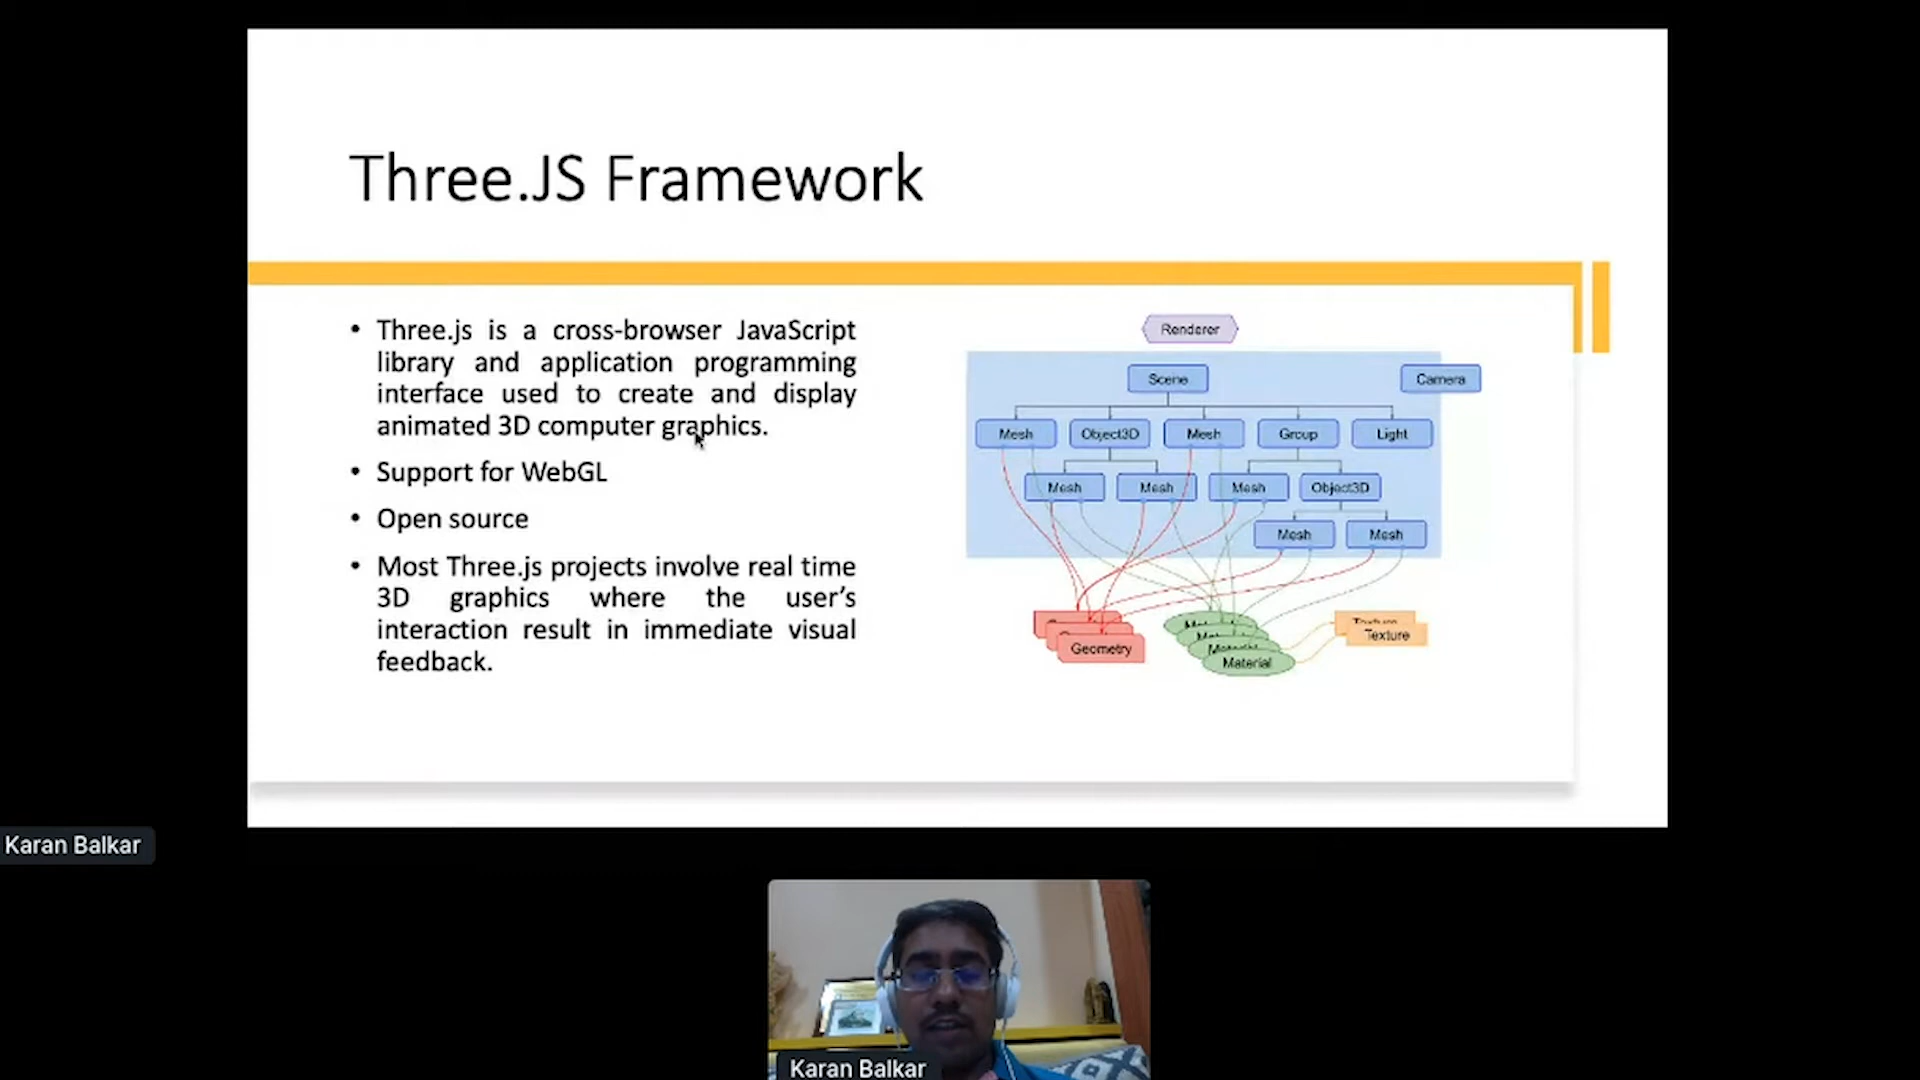 Three.JS Framework
• Three.js is a cross-browser JavaScript
library and application programming
interface used to create and display
animated 3D computer graphics.
• Support for WebGL
• Open source
• Most Three.js projects involve real time
3D graphics where the user’s
interaction result in immediate visual
feedback.
Renderer
Scene
Camera
Mesh Object3D Mesh Group Light
Mesh Mesh Mesh Object3D
Mesh Mesh
Geometry
Material
Texture
Karan Balkar
Karan Balkar